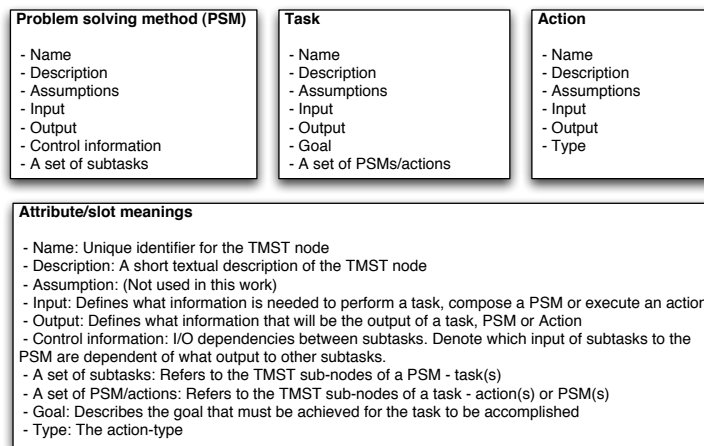 Problem solving method (PSM)
- Name
- Description
- Assumptions
- Input
- Output
- Control information
- A set of subtasks
Task
- Name
- Description
- Assumptions
- Input
- Output
- Goal
- A set of PSMs/actions
Action
- Name
- Description
- Assumptions
- Input
- Output
- Type
Attribute/slot meanings
- Name: Unique identifier for the TMST node
- Description: A short textual description of the TMST node
- Assumption: (Not used in this work)
- Input: Defines what information is needed to perform a task, compose a PSM or execute an action
- Output: Defines what information that will be the output of a task, PSM or Action
- Control information: I/O dependencies between subtasks. Denote which input of subtasks to the
PSM are dependent of what output to other subtasks.
- A set of subtasks: Refers to the TMST sub-nodes of a PSM - task(s)
- A set of PSM/actions: Refers to the TMST sub-nodes of a task - action(s) or PSM(s)
- Goal: Describes the goal that must be achieved for the task to be accomplished
- Type: The action-type